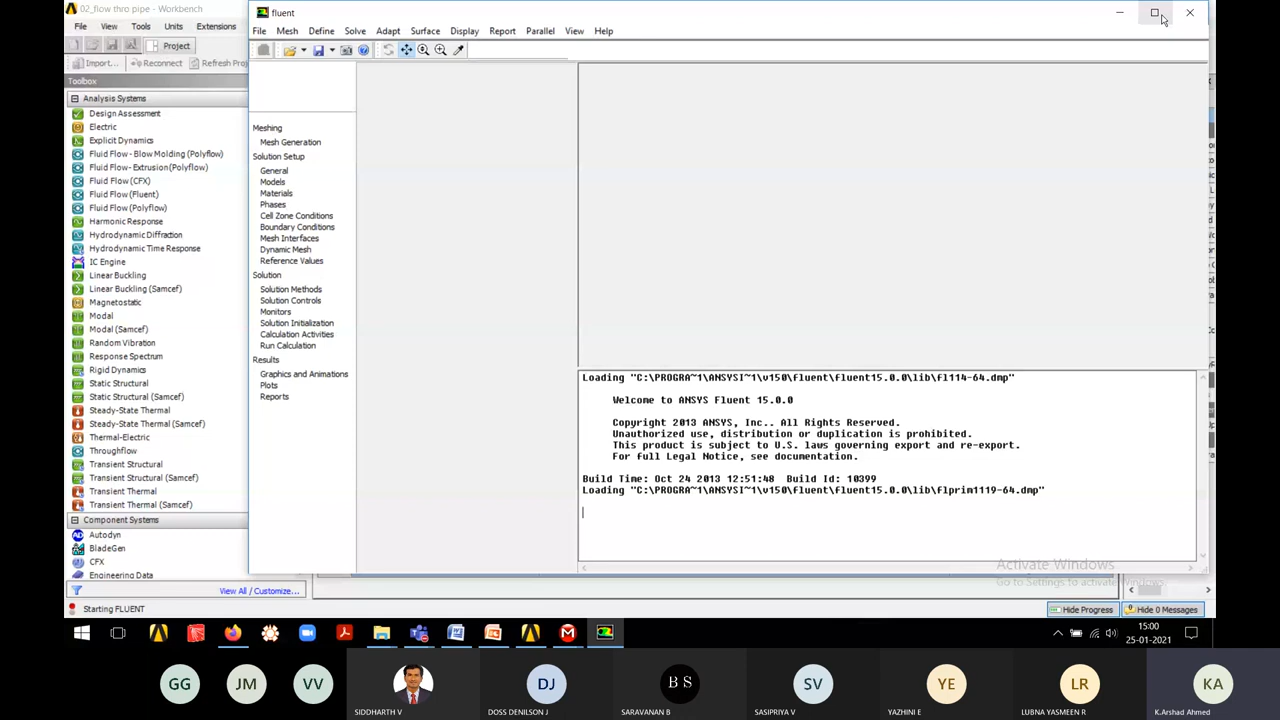 02_flow thro pipe - Workbench
File View Tools Units Extensions
Project
Import... Reconnect Refresh Proj
Toolbox
Analysis Systems
Design Assessment
Electric
Explicit Dynamics
Fluid Flow - Blow Molding (Polyflow)
Fluid Flow - Extrusion (Polyflow)
Fluid Flow (CFX)
Fluid Flow (Fluent)
Fluid Flow (Polyflow)
Harmonic Response
Hydrodynamic Diffraction
Hydrodynamic Time Response
IC Engine
Linear Buckling
Linear Buckling (Samcef)
Magnetostatic
Modal
Modal (Samcef)
Random Vibration
Response Spectrum
Rigid Dynamics
Static Structural
Static Structural (Samcef)
Steady-State Thermal
Steady-State Thermal (Samcef)
Thermal-Electric
Throughflow
Transient Structural
Transient Structural (Samcef)
Transient Thermal
Transient Thermal (Samcef)
Component Systems
Autodyn
BladeGen
CFX
Engineering Data
View All / Customize...
Starting FLUENT
fluent
File Mesh Define Solve Adapt Surface Display Report Parallel View Help
Meshing
Mesh Generation
Solution Setup
General
Models
Materials
Phases
Cell Zone Conditions
Boundary Conditions
Mesh Interfaces
Dynamic Mesh
Reference Values
Solution
Solution Methods
Solution Controls
Monitors
Solution Initialization
Calculation Activities
Run Calculation
Results
Graphics and Animations
Plots
Reports
Loading "C:\PROGRA~1\ANSYSI~1\v150\fluent\fluent15.0.0\lib\fl114-64.dmp"
Welcome to ANSYS Fluent 15.0.0
Copyright 2013 ANSYS, Inc.. All Rights Reserved.
Unauthorized use, distribution or duplication is prohibited.
This product is subject to U.S. laws governing export and re-export.
For full Legal Notice, see documentation.
Build Time: Oct 24 2013 12:51:48 Build Id: 10399
Loading "C:\PROGRA~1\ANSYSI~1\v150\fluent\fluent15.0.0\lib\flprim1119-64.dmp"
Activate Windows
Go to Settings to activate Windows.
Hide Progress Hide 0 Messages
15:00
25-01-2021
GG JM VV DJ B S SV YE LR KA
SIDDHARTH V DOSS DENILSON J SARAVANAN B SASIPRIYA V YAZHINI E LUBNA YASMEEN R K.Arshad Ahmed